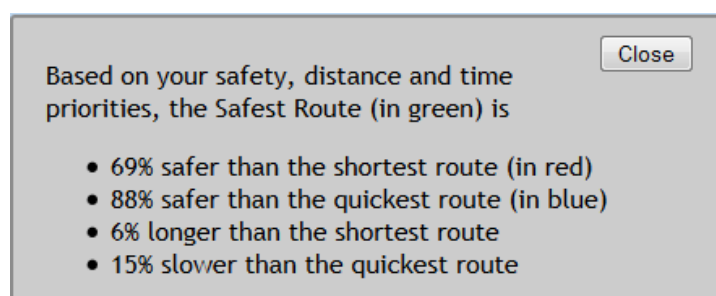 Close
Based on your safety, distance and time
priorities, the Safest Route (in green) is
• 69% safer than the shortest route (in red)
• 88% safer than the quickest route (in blue)
• 6% longer than the shortest route
• 15% slower than the quickest route